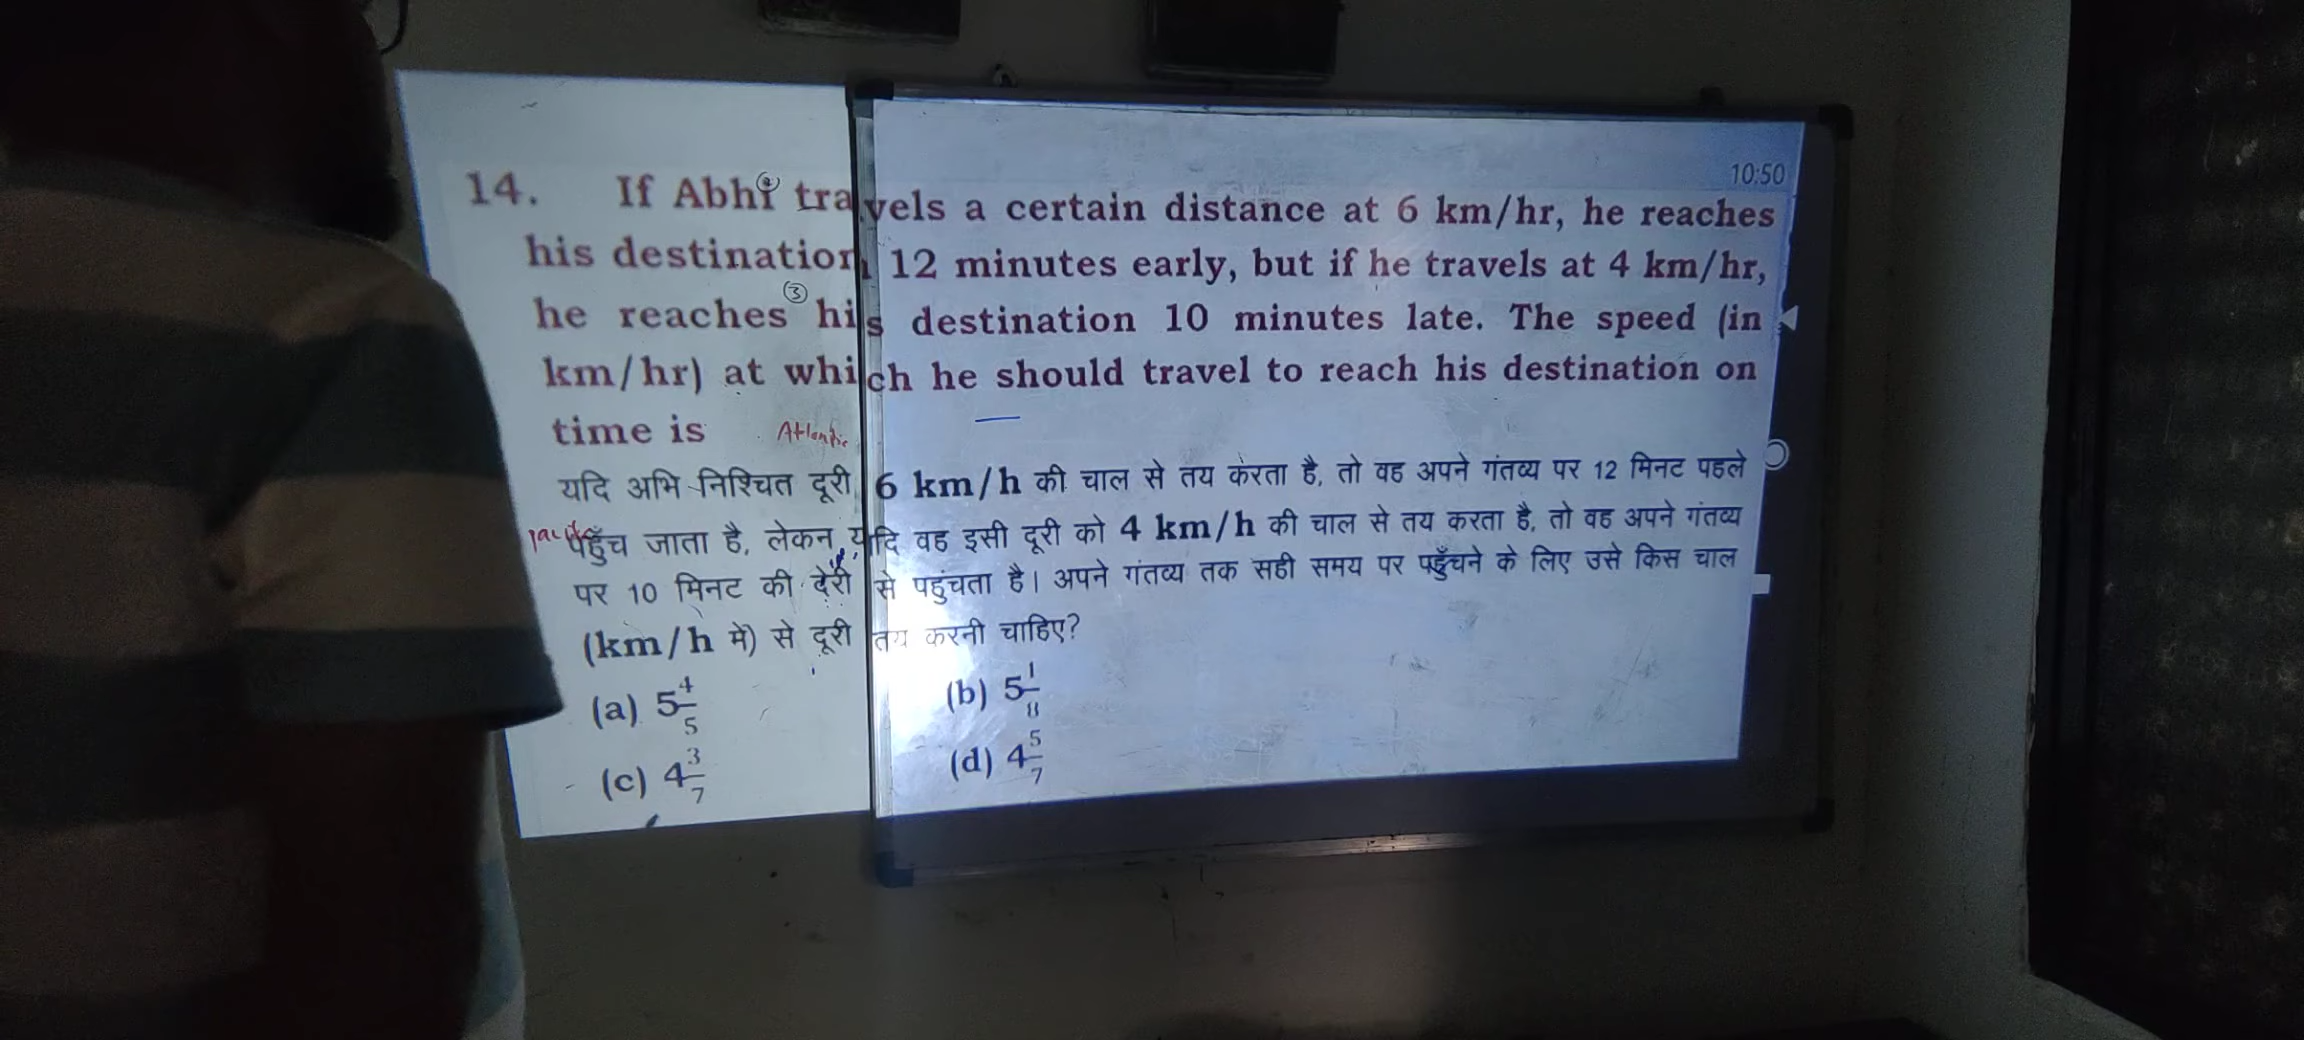 10:50
14. If Abhi travels a certain distance at 6 km/hr, he reaches
his destination 12 minutes early, but if he travels at 4 km/hr,
③
he reaches his destination 10 minutes late. The speed (in
km/hr) at which he should travel to reach his destination on
time is
Atlantic
यदि अभि निश्चित दूरी 6 km/h की चाल से तय करता है, तो वह अपने गंतव्य पर 12 मिनट पहले
पहुँच जाता है, लेकन यदि वह इसी दूरी को 4 km/h की चाल से तय करता है, तो वह अपने गंतव्य
पर 10 मिनट की देरी से पहुंचता है। अपने गंतव्य तक सही समय पर पहुँचने के लिए उसे किस चाल
(km/h में) से दूरी तय करनी चाहिए?
(a) 5 4/5 (b) 5 1/8
(c) 4 3/7 (d) 4 5/7